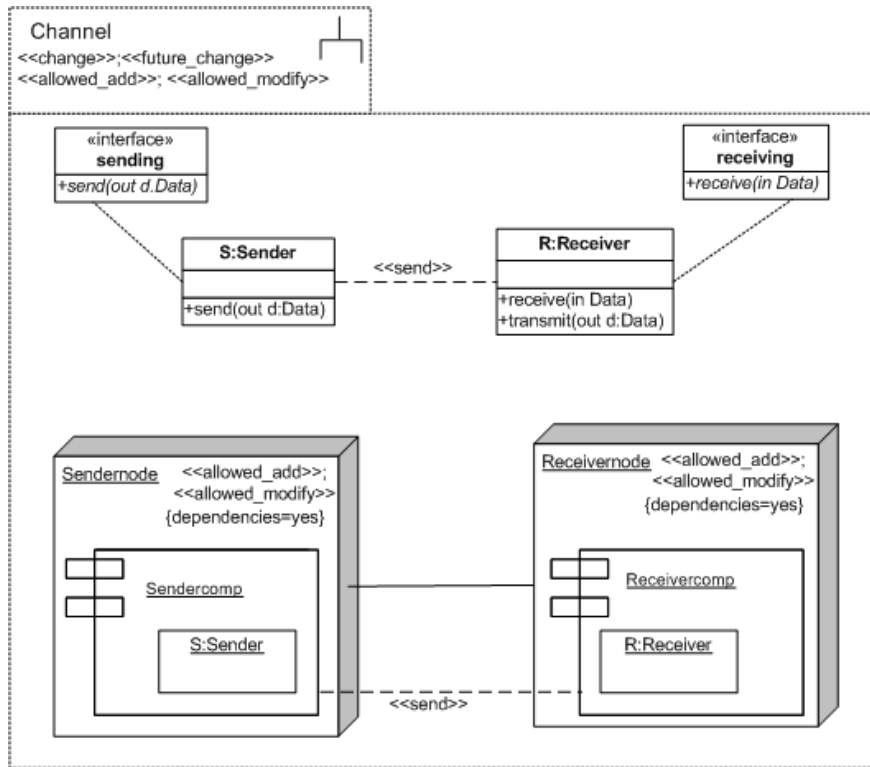 Channel
<<change>>;<<future_change>>
<<allowed_add>>; <<allowed_modify>>
«interface»
sending
+send(out d.Data)
«interface»
receiving
+receive(in Data)
S:Sender
+send(out d:Data)
<<send>>
R:Receiver
+receive(in Data)
+transmit(out d:Data)
Sendernode <<allowed_add>>;
<<allowed_modify>>
{dependencies=yes}
Sendercomp
S:Sender
Receivernode <<allowed_add>>;
<<allowed_modify>>
{dependencies=yes}
Receivercomp
R:Receiver
<<send>>